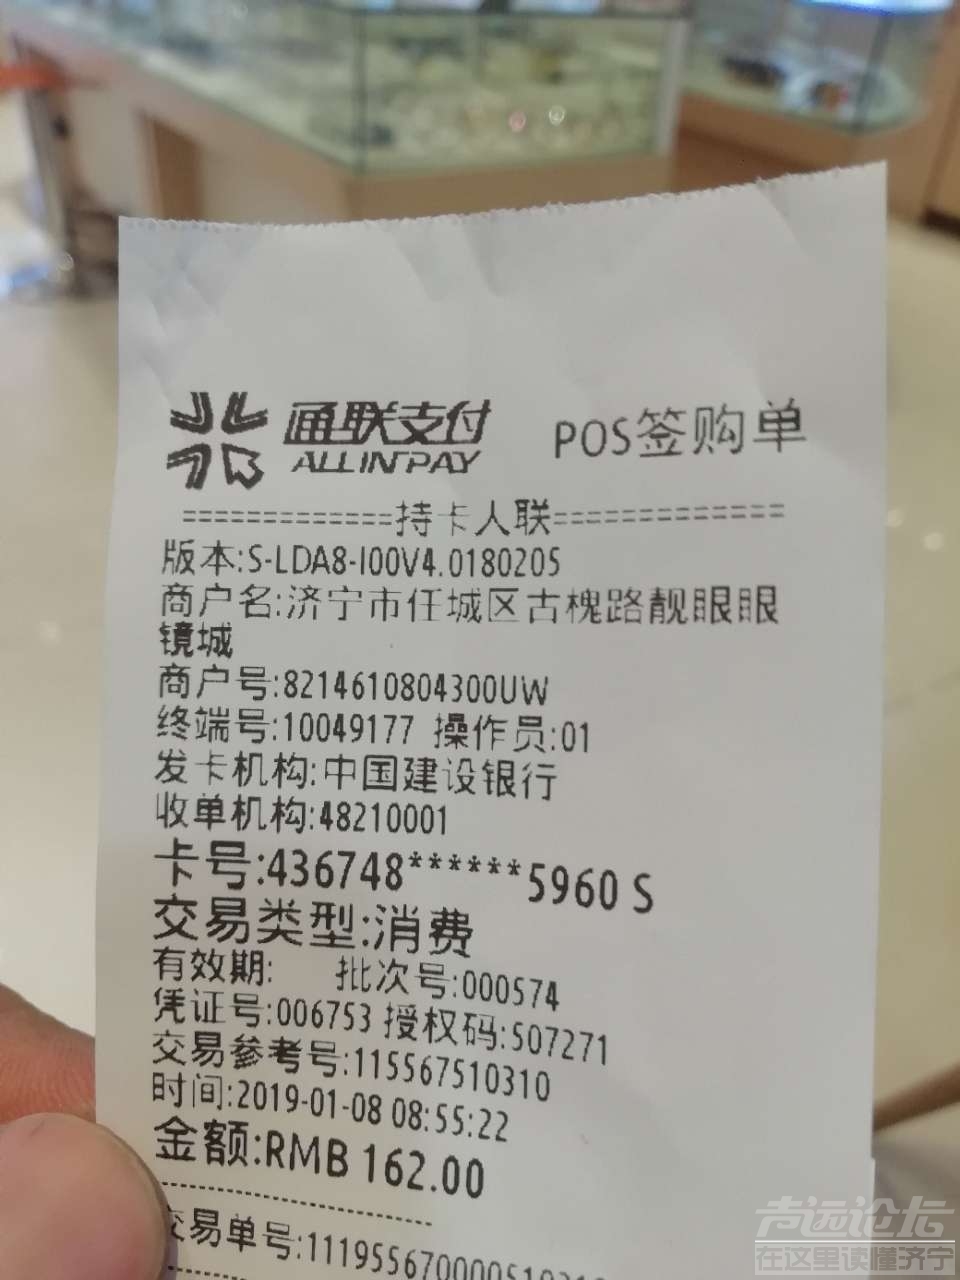 通联支付
ALLINPAY
POS签购单
=============持卡人联==============
版本:S-LDA8-I00V4.0180205
商户名:济宁市任城区古槐路靓眼眼
镜城
商户号:8214610804300UW
终端号:10049177 操作员:01
发卡机构:中国建设银行
收单机构:48210001
卡号:436748******5960 S
交易类型:消费
有效期: 批次号:000574
凭证号:006753 授权码:507271
交易参考号:115567510310
时间:2019-01-08 08:55:22
金额:RMB 162.00
交易单号:1119556700005103
声远论坛
在这里读懂济宁